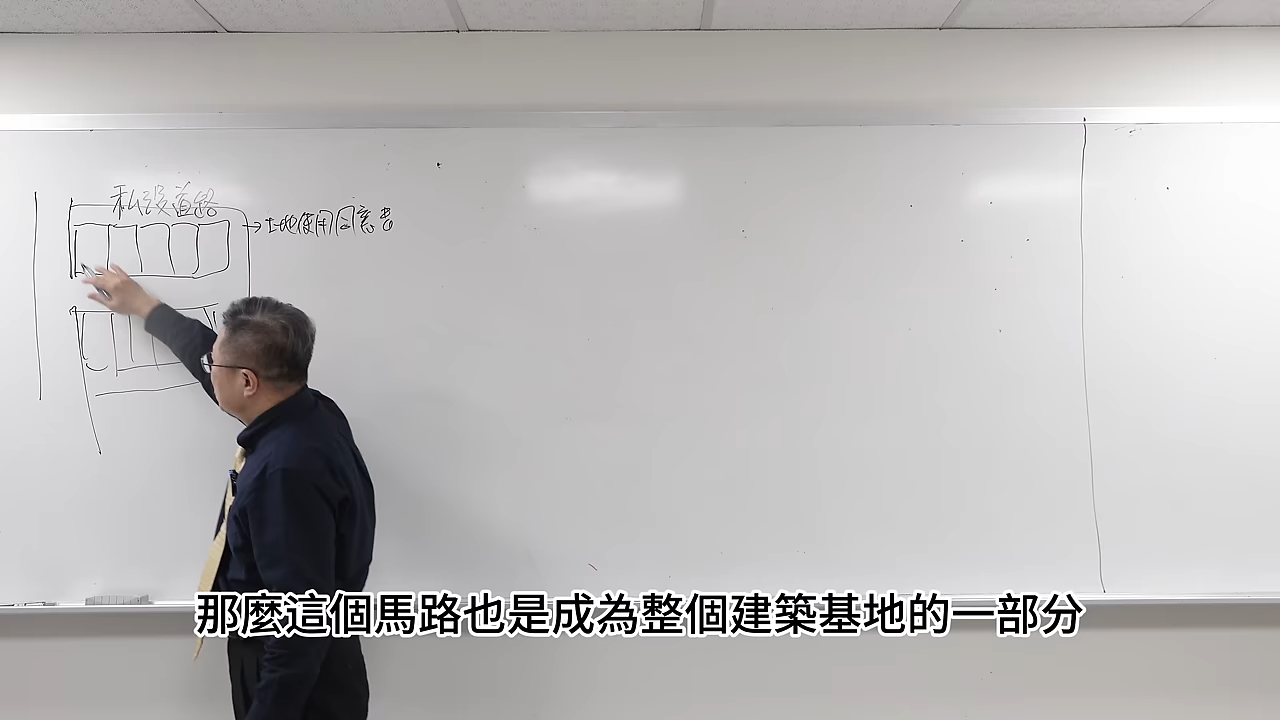 私設道路
土地使用同意書
那麼這個馬路也是成為整個建築基地的一部分